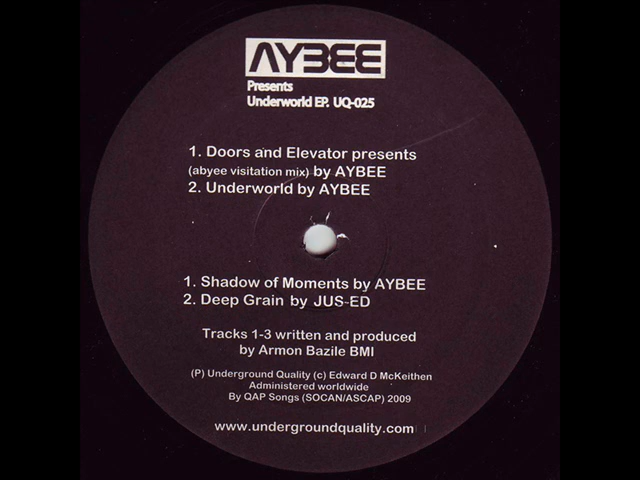 AYBEE
Presents
Underworld EP. UQ-025
1. Doors and Elevator presents
(abyee visitation mix) by AYBEE
2. Underworld by AYBEE
1. Shadow of Moments by AYBEE
2. Deep Grain by JUS-ED
Tracks 1-3 written and produced
by Armon Bazile BMI
(P) Underground Quality (c) Edward D McKeithen
Administered worldwide
By QAP Songs (SOCAN/ASCAP) 2009
www.undergroundquality.com